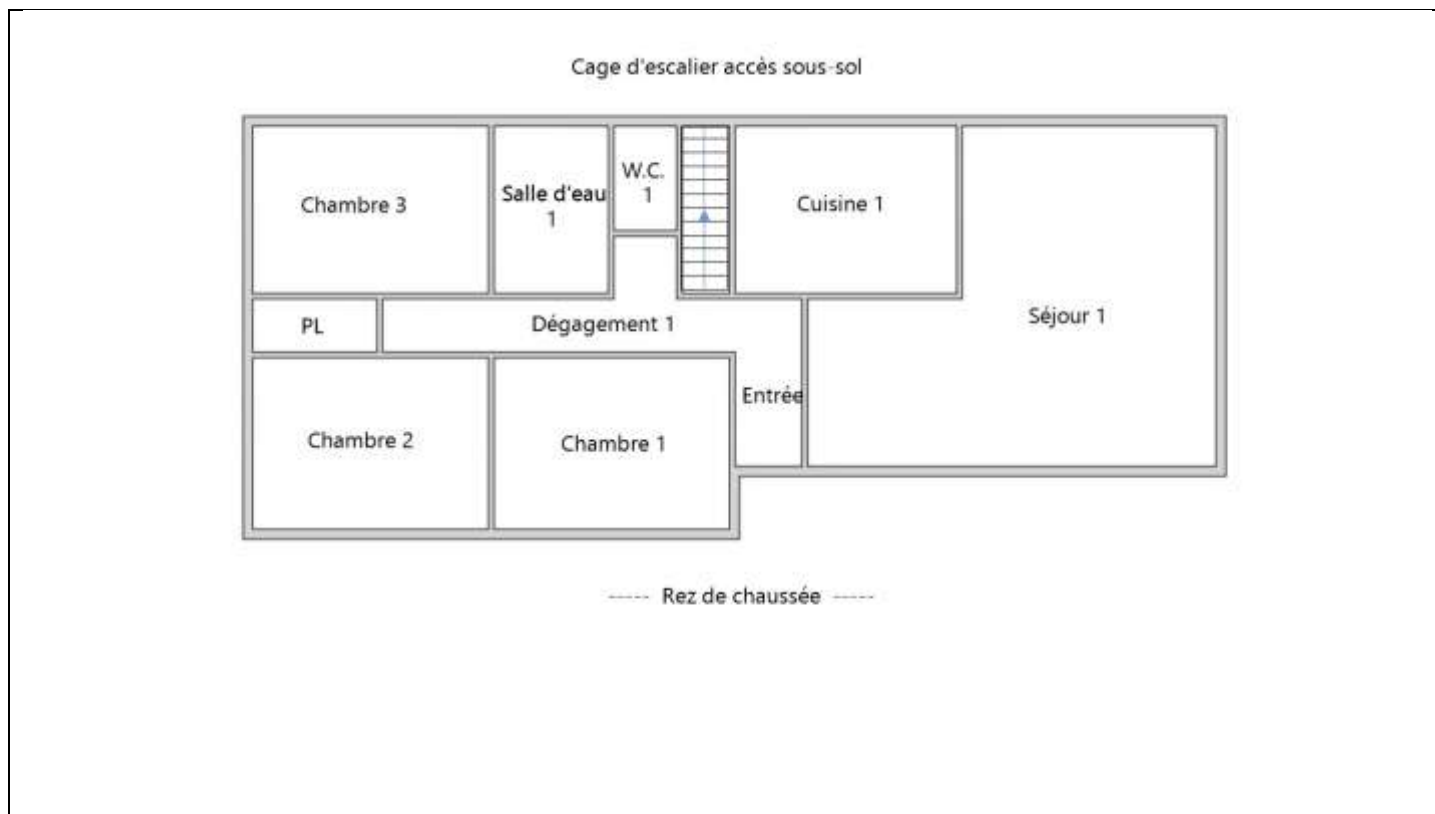 Cage d'escalier accès sous-sol
Chambre 3
Salle d'eau
1
W.C.
1
Cuisine 1
PL
Dégagement 1
Séjour 1
Entrée
Chambre 2
Chambre 1
----- Rez de chaussée -----